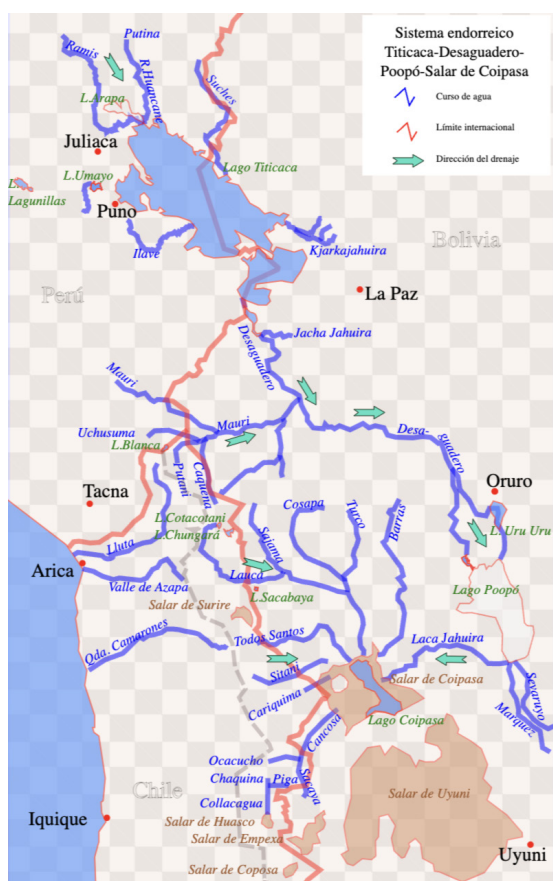 Sistema endorreico
Titicaca-Desaguadero-
Poopó-Salar de Coipasa
Curso de agua
Límite internacional
Dirección del drenaje
Putina
Ramis
R.Huancane
Suches
L.Arapa
Juliaca
Lago Titicaca
L.Umayo
L.
Lagunillas
Puno
Ilave
Kjarkajahuira
Bolivia
Perú
La Paz
Jacha Jahuira
Desaguadero
Mauri
Mauri
Uchusuma
Desa-
guadero
L.Blanca
Putani
Caquena
Oruro
Tacna
Cosapa
Turco
Barras
L.Cotacotani
L.Chungará
Sajama
L. Uru Uru
Lluta
Arica
Lauca
Valle de Azapa
L.Sacabaya
Lago Poopó
Salar de Surire
Todos Santos
Laca Jahuira
Qda. Camarones
Sitani
Salar de Coipasa
Sevaruyo
Cariquima
Marquez
Lago Coipasa
Cancosa
Ocacucho
Chaquina
Piga
Sacaya
Chile
Collacagua
Salar de Uyuni
Iquique
Salar de Huasco
Salar de Empexa
Uyuni
Salar de Coposa